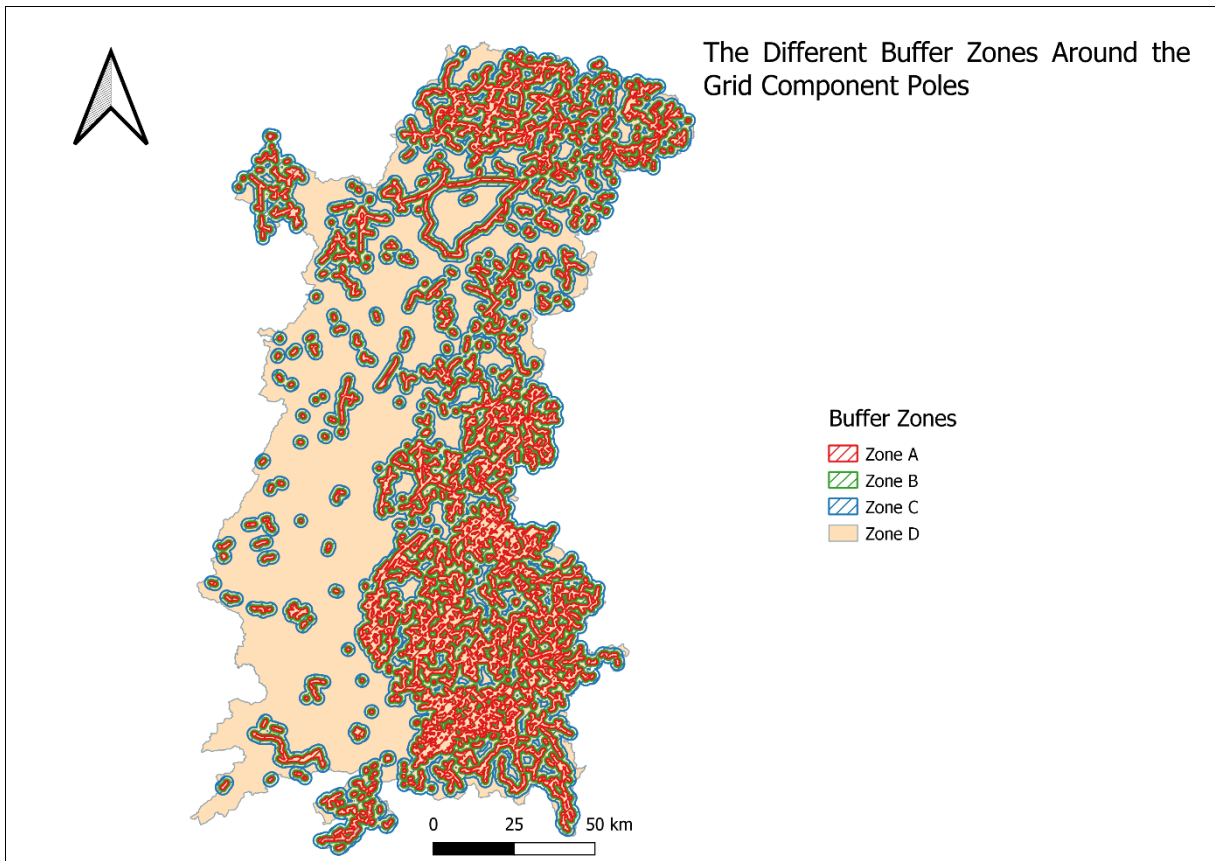 The Different Buffer Zones Around the
Grid Component Poles
Buffer Zones
Zone A
Zone B
Zone C
Zone D
0 25 50 km